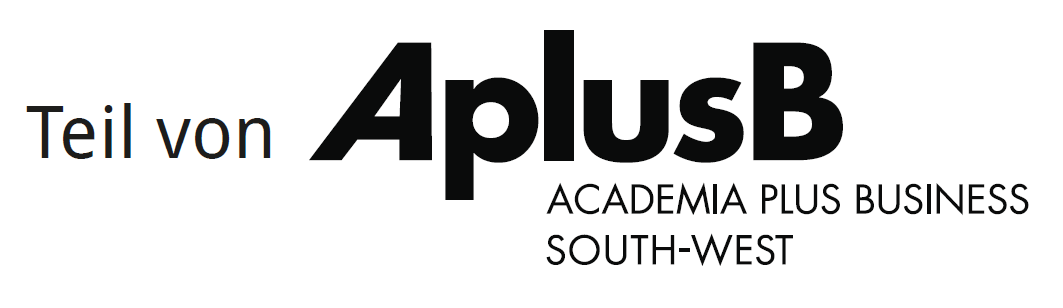 Teil von AplusB
ACADEMIA PLUS BUSINESS
SOUTH-WEST